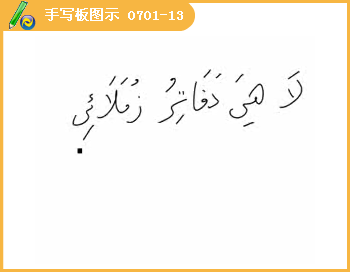 手写板图示 0701-13
لَا هِيَ دَفَاتِرُ زُمَلَائِي.